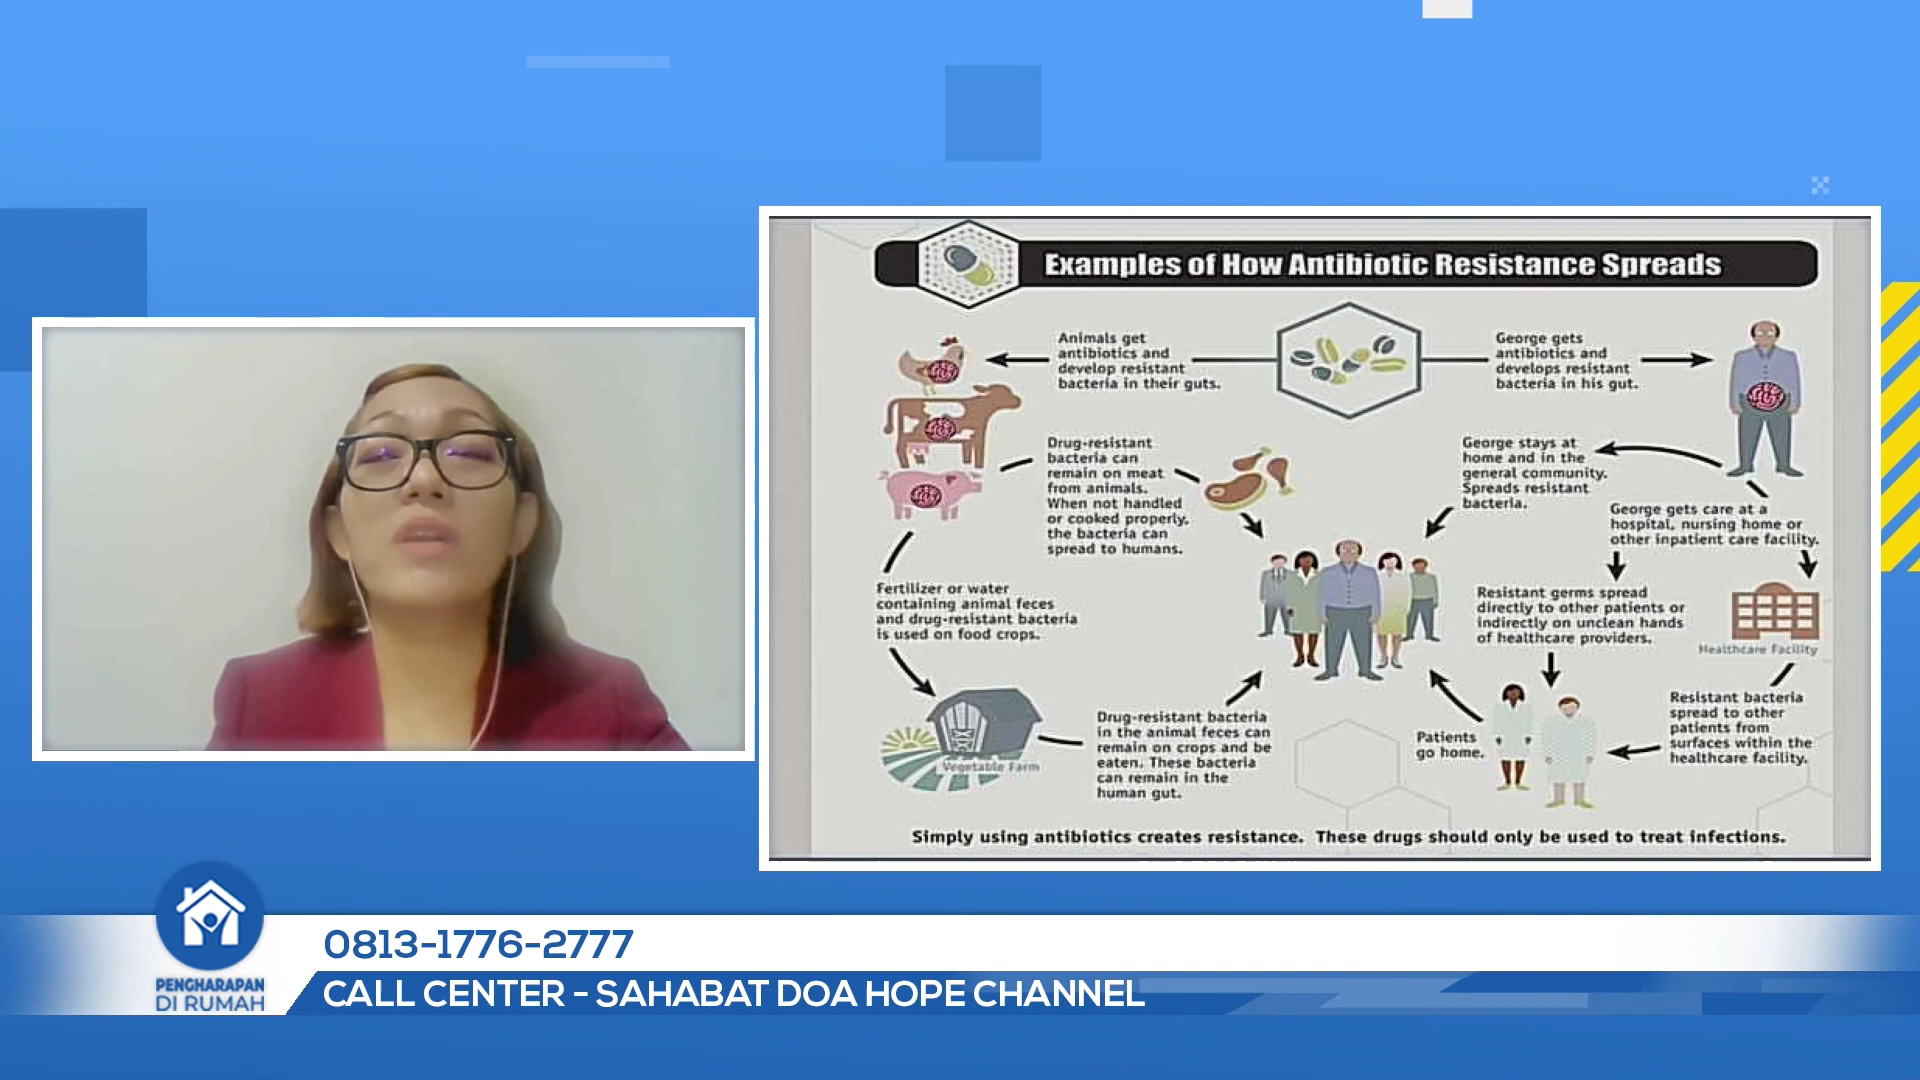 Examples of How Antibiotic Resistance Spreads
Animals get
antibiotics and
develop resistant
bacteria in their guts.
George gets
antibiotics and
develops resistant
bacteria in his gut.
Drug-resistant
bacteria can
remain on meat
from animals.
When not handled
or cooked properly,
the bacteria can
spread to humans.
George stays at
home and in the
general community.
Spreads resistant
bacteria.
George gets care at a
hospital, nursing home or
other inpatient care facility.
Fertilizer or water
containing animal feces
and drug-resistant bacteria
is used on food crops.
Resistant germs spread
directly to other patients or
indirectly on unclean hands
of healthcare providers.
Healthcare Facility
Vegetable Farm
Drug-resistant bacteria
in the animal feces can
remain on crops and be
eaten. These bacteria
can remain in the
human gut.
Patients
go home.
Resistant bacteria
spread to other
patients from
surfaces within the
healthcare facility.
Simply using antibiotics creates resistance. These drugs should only be used to treat infections.
0813-1776-2777
CALL CENTER - SAHABAT DOA HOPE CHANNEL
PENGHARAPAN
DI RUMAH